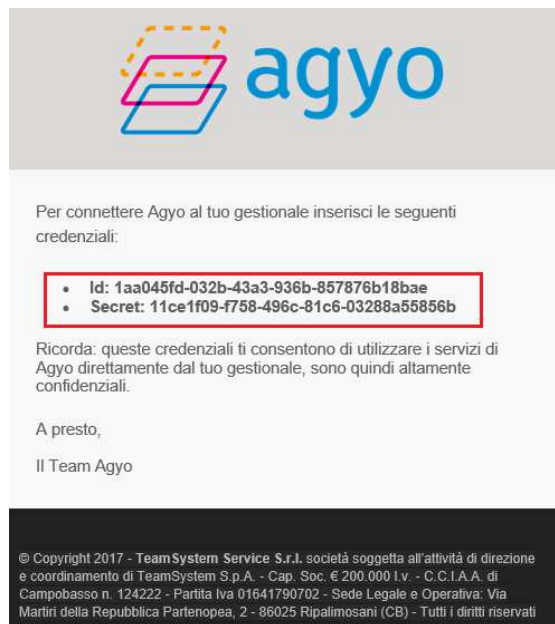 agyo
Per connettere Agyo al tuo gestionale inserisci le seguenti
credenziali:
• Id: 1aa045fd-032b-43a3-936b-857876b18bae
• Secret: 11ce1f09-f758-496c-81c6-03288a55856b
Ricorda: queste credenziali ti consentono di utilizzare i servizi di
Agyo direttamente dal tuo gestionale, sono quindi altamente
confidenziali.
A presto,
Il Team Agyo
© Copyright 2017 - TeamSystem Service S.r.l. società soggetta all'attività di direzione
e coordinamento di TeamSystem S.p.A. - Cap. Soc. € 200.000 I.v. - C.C.I.A.A. di
Campobasso n. 124222 - Partita Iva 01641790702 - Sede Legale e Operativa: Via
Martiri della Repubblica Partenopea, 2 - 86025 Ripalimosani (CB) - Tutti i diritti riservati